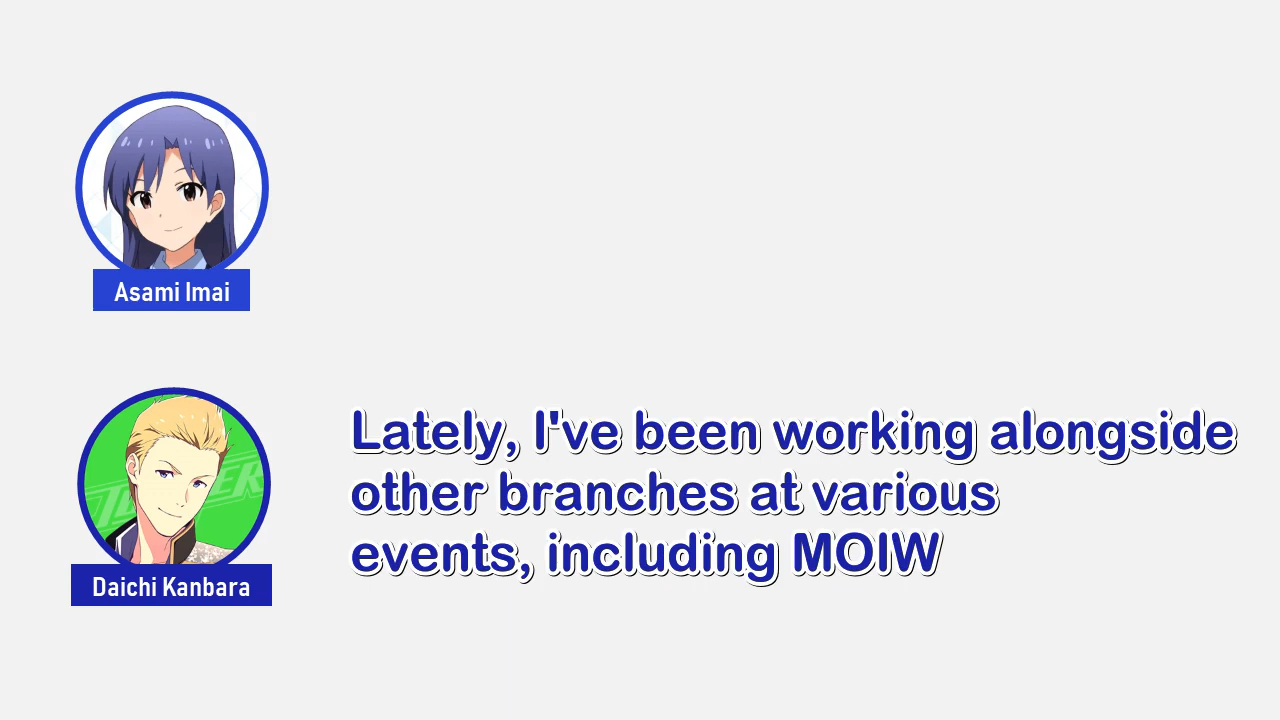 Asami Imai
Lately, I've been working alongside
other branches at various
events, including MOIW
Daichi Kanbara